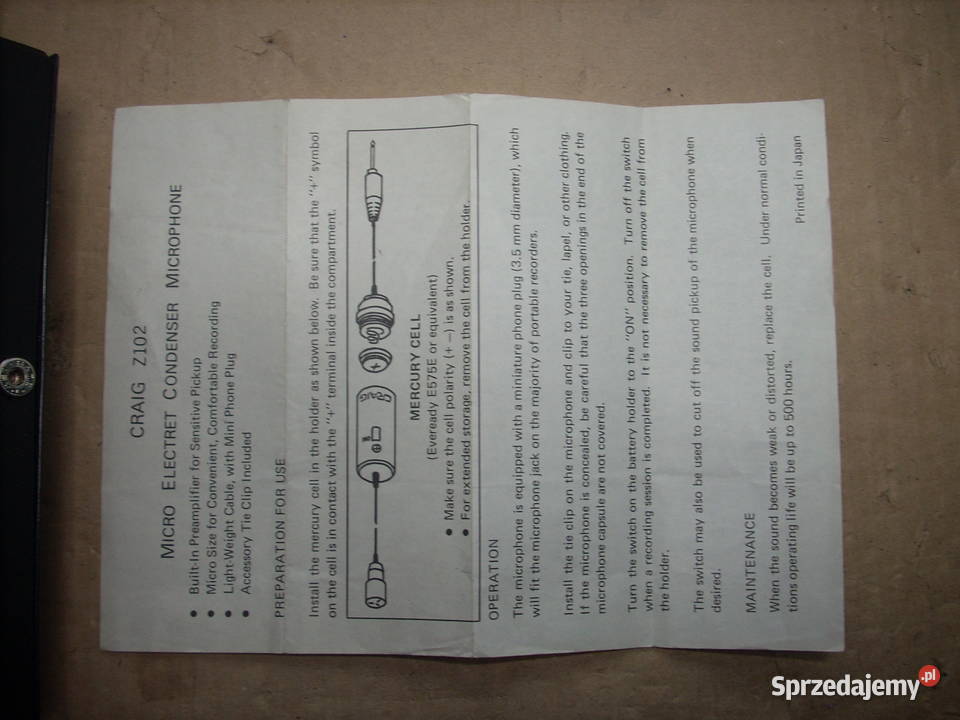 CRAIG Z102
MICRO ELECTRET CONDENSER MICROPHONE
● Built-In Preamplifier for Sensitive Pickup
● Micro Size for Convenient, Comfortable Recording
● Light-Weight Cable, with Mini Phone Plug
● Accessory Tie Clip Included
PREPARATION FOR USE
Install the mercury cell in the holder as shown below. Be sure that the "+" symbol
on the cell is in contact with the "+" terminal inside the compartment.
MERCURY CELL
(Eveready E575E or equivalent)
● Make sure the cell polarity (+ −) is as shown.
● For extended storage, remove the cell from the holder.
OPERATION
The microphone is equipped with a miniature phone plug (3.5 mm diameter), which
will fit the microphone jack on the majority of portable recorders.
Install the tie clip on the microphone and clip to your tie, lapel, or other clothing.
If the microphone is concealed, be careful that the three openings in the end of the
microphone capsule are not covered.
Turn the switch on the battery holder to the "ON" position. Turn off the switch
when a recording session is completed. It is not necessary to remove the cell from
the holder.
The switch may also be used to cut off the sound pickup of the microphone when
desired.
MAINTENANCE
When the sound becomes weak or distorted, replace the cell. Under normal condi-
tions operating life will be up to 500 hours.
Printed in Japan
Sprzedajemy.pl